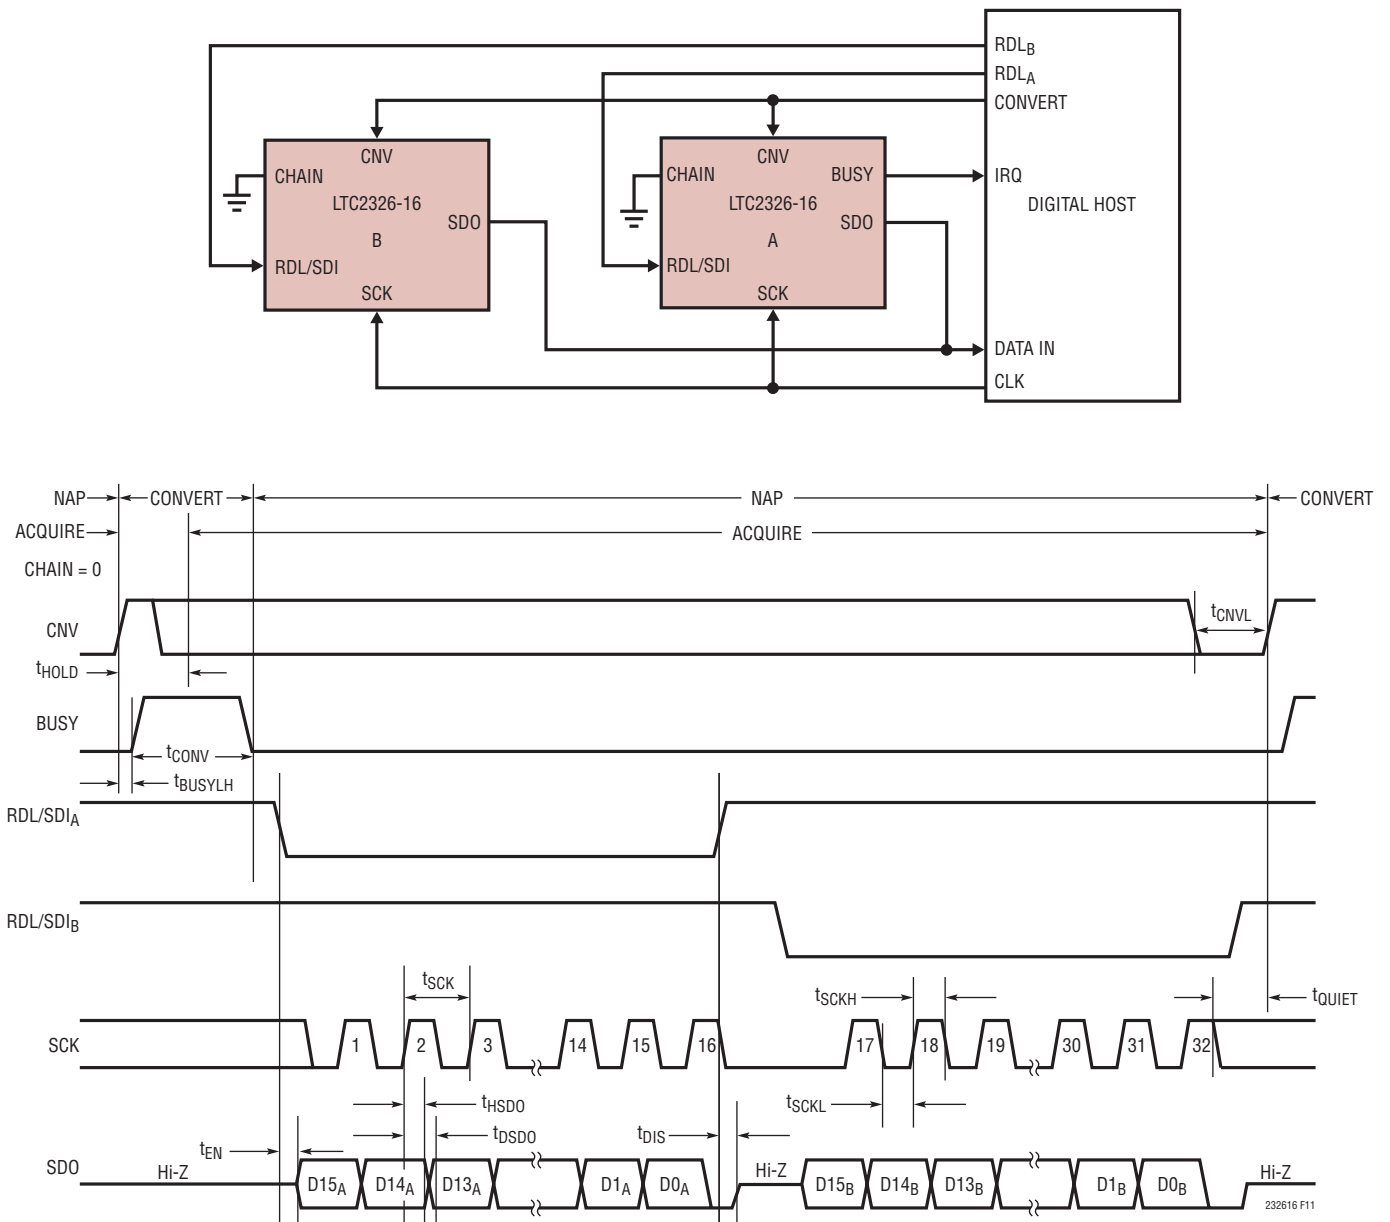 RDLB
RDLA
CONVERT
CNV
CNV
CHAIN
CHAIN
BUSY
IRQ
LTC2326-16
LTC2326-16
DIGITAL HOST
SDO
SDO
B
A
RDL/SDI
RDL/SDI
SCK
SCK
DATA IN
CLK
NAP
CONVERT
NAP
CONVERT
ACQUIRE
ACQUIRE
CHAIN = 0
CNV
tCNVL
tHOLD
BUSY
tCONV
tBUSYLH
RDL/SDIA
RDL/SDIB
tSCK
tSCKH
tQUIET
SCK
1 2 3 14 15 16 17 18 19 30 31 32
tHSDO
tSCKL
tDSDO
tDIS
tEN
SDO
Hi-Z
D15A D14A D13A D1A D0A
Hi-Z
D15B D14B D13B D1B D0B
Hi-Z
232616 F11